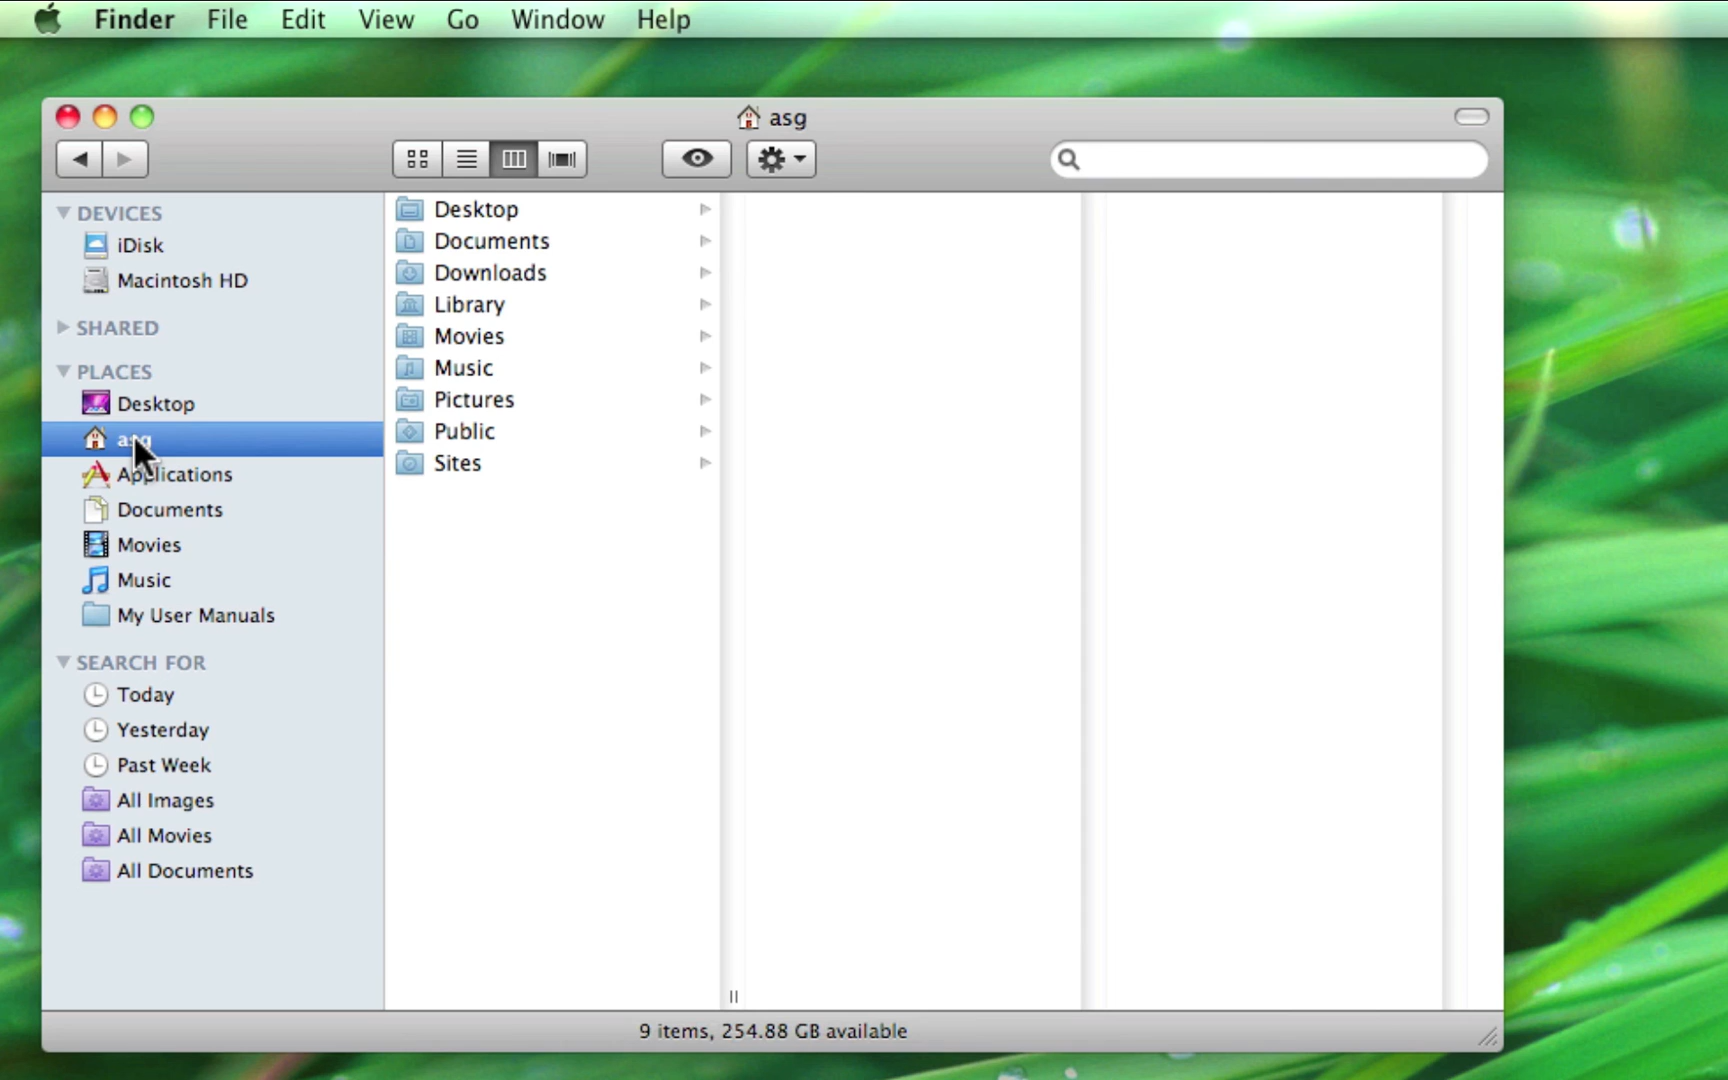 Finder File Edit View Go Window Help
asg
DEVICES
iDisk
Macintosh HD
SHARED
PLACES
Desktop
asg
Applications
Documents
Movies
Music
My User Manuals
SEARCH FOR
Today
Yesterday
Past Week
All Images
All Movies
All Documents
Desktop
Documents
Downloads
Library
Movies
Music
Pictures
Public
Sites
9 items, 254.88 GB available